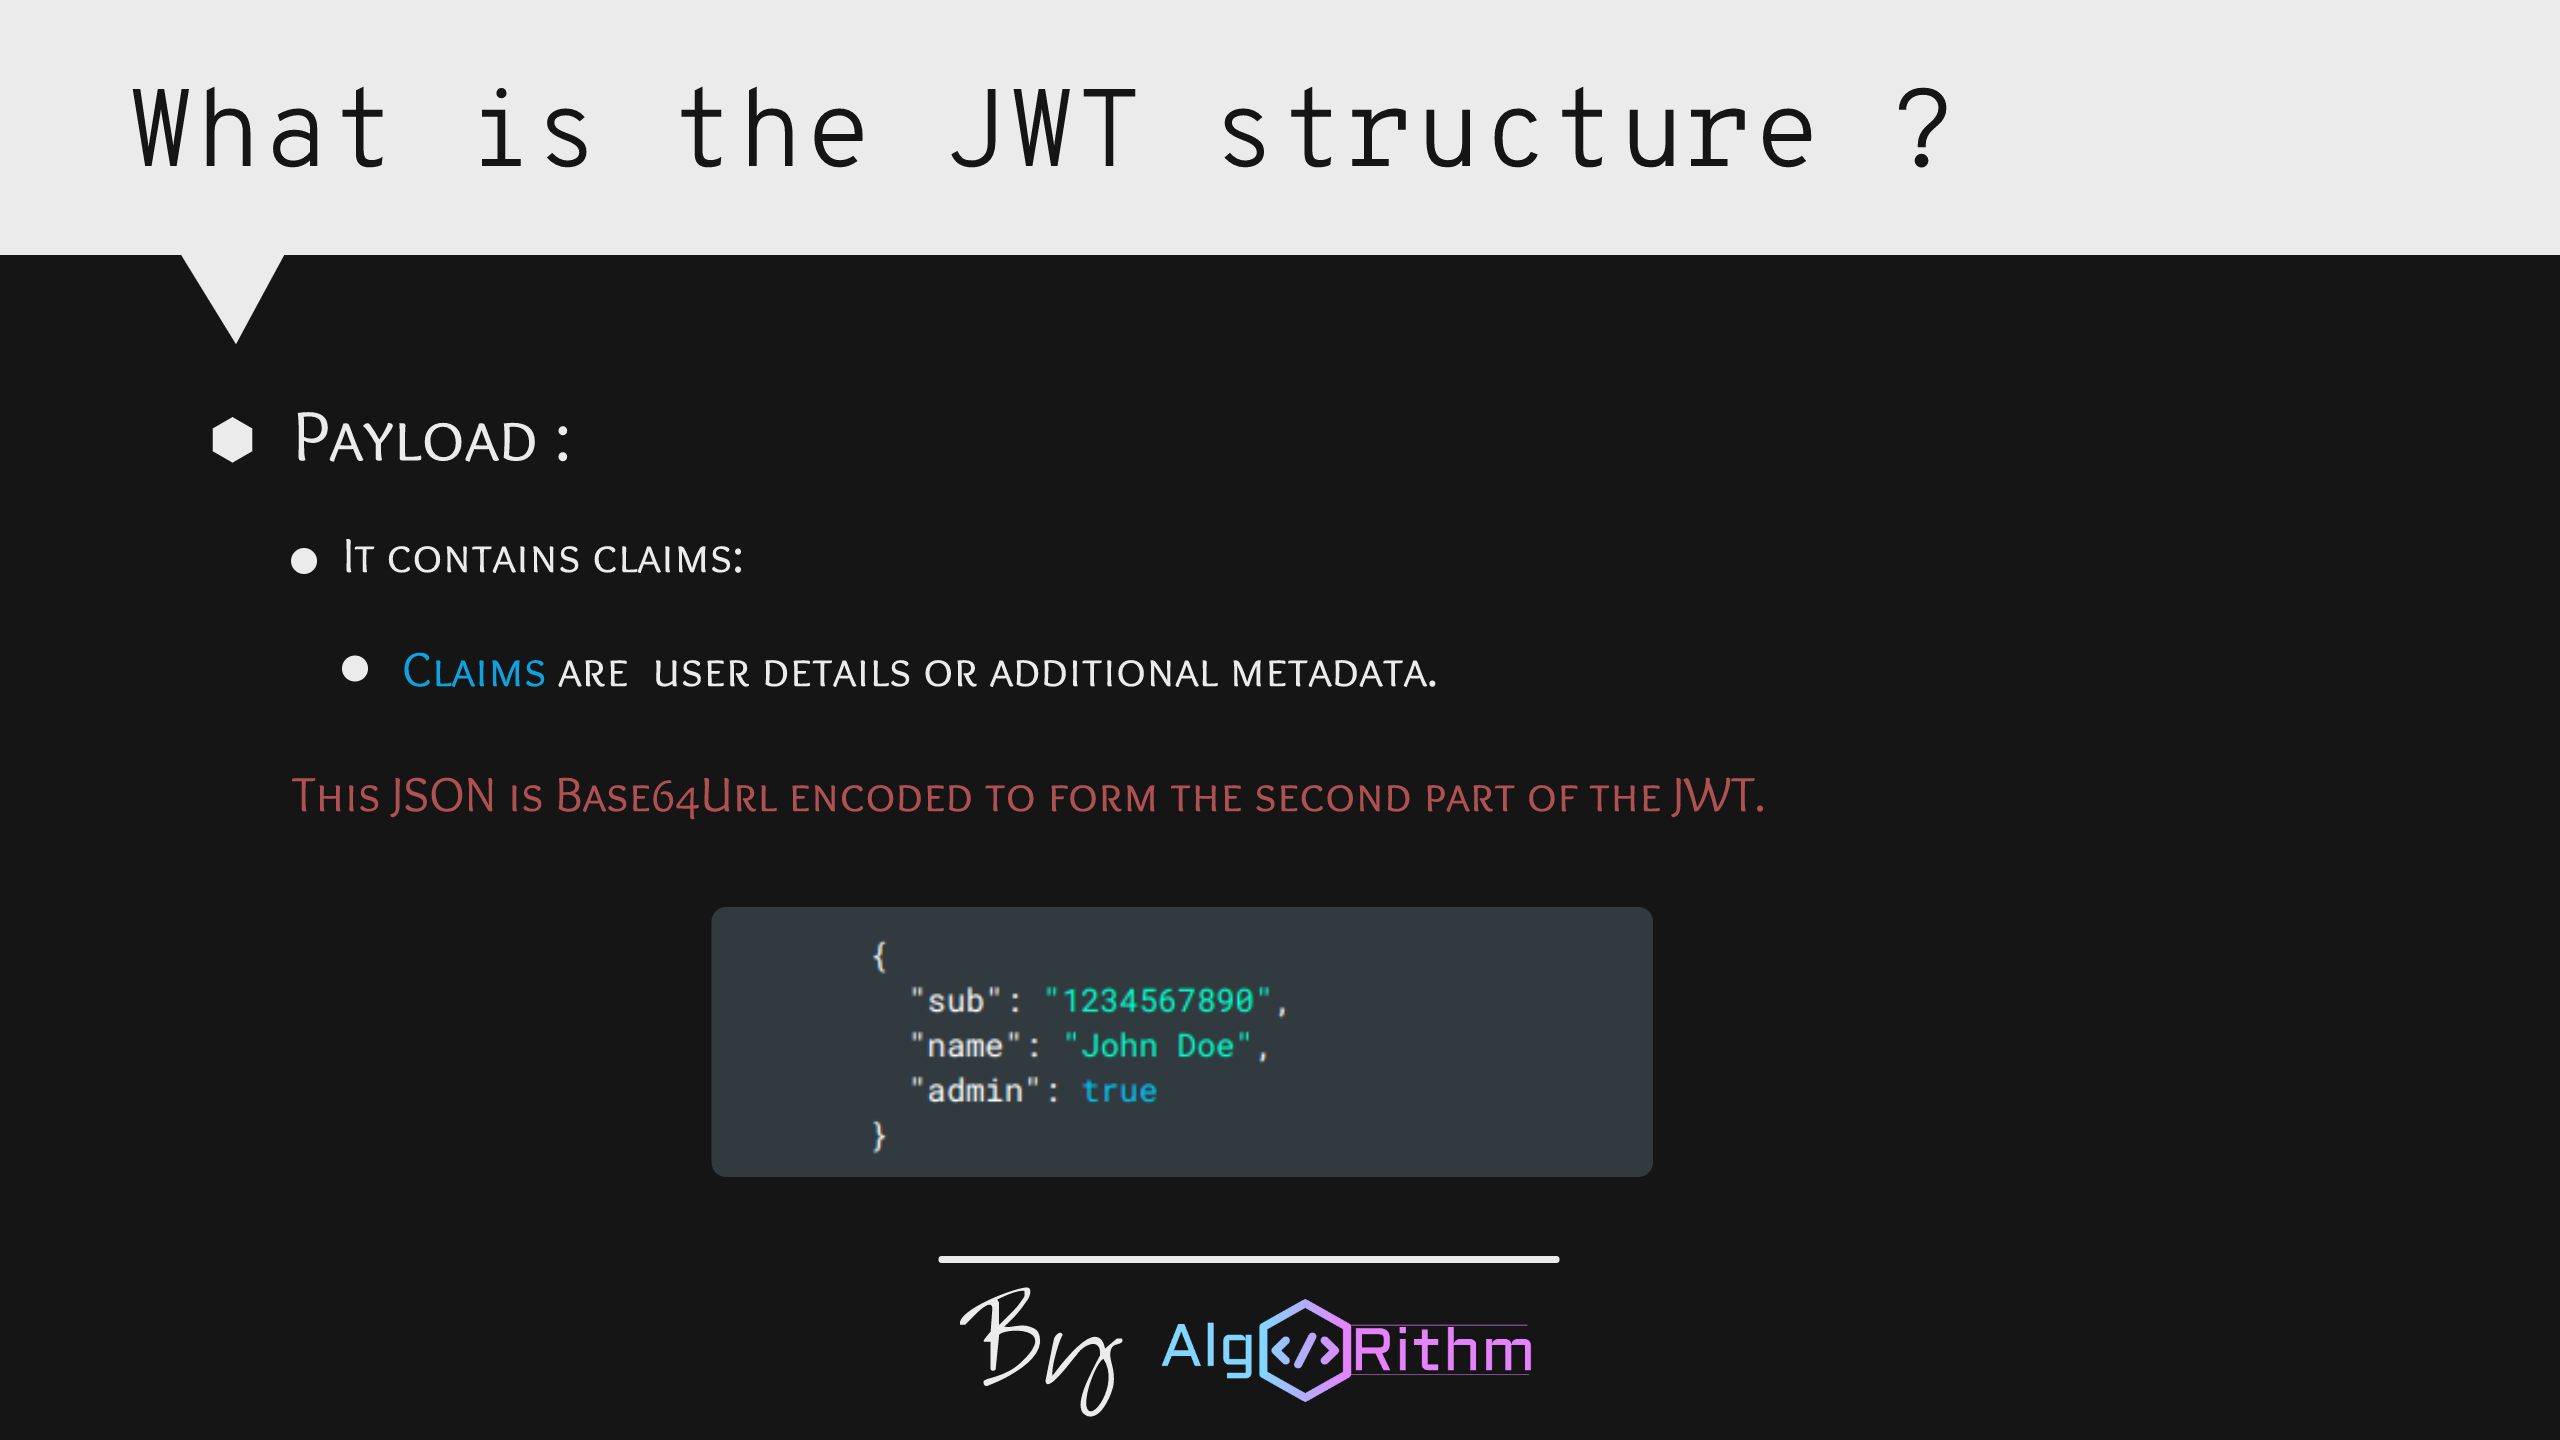 What is the JWT structure ?
Payload :
It contains claims:
Claims are user details or additional metadata.
This JSON is Base64Url encoded to form the second part of the JWT.
{
"sub": "1234567890",
"name": "John Doe",
"admin": true
}
By Alg</>Rithm